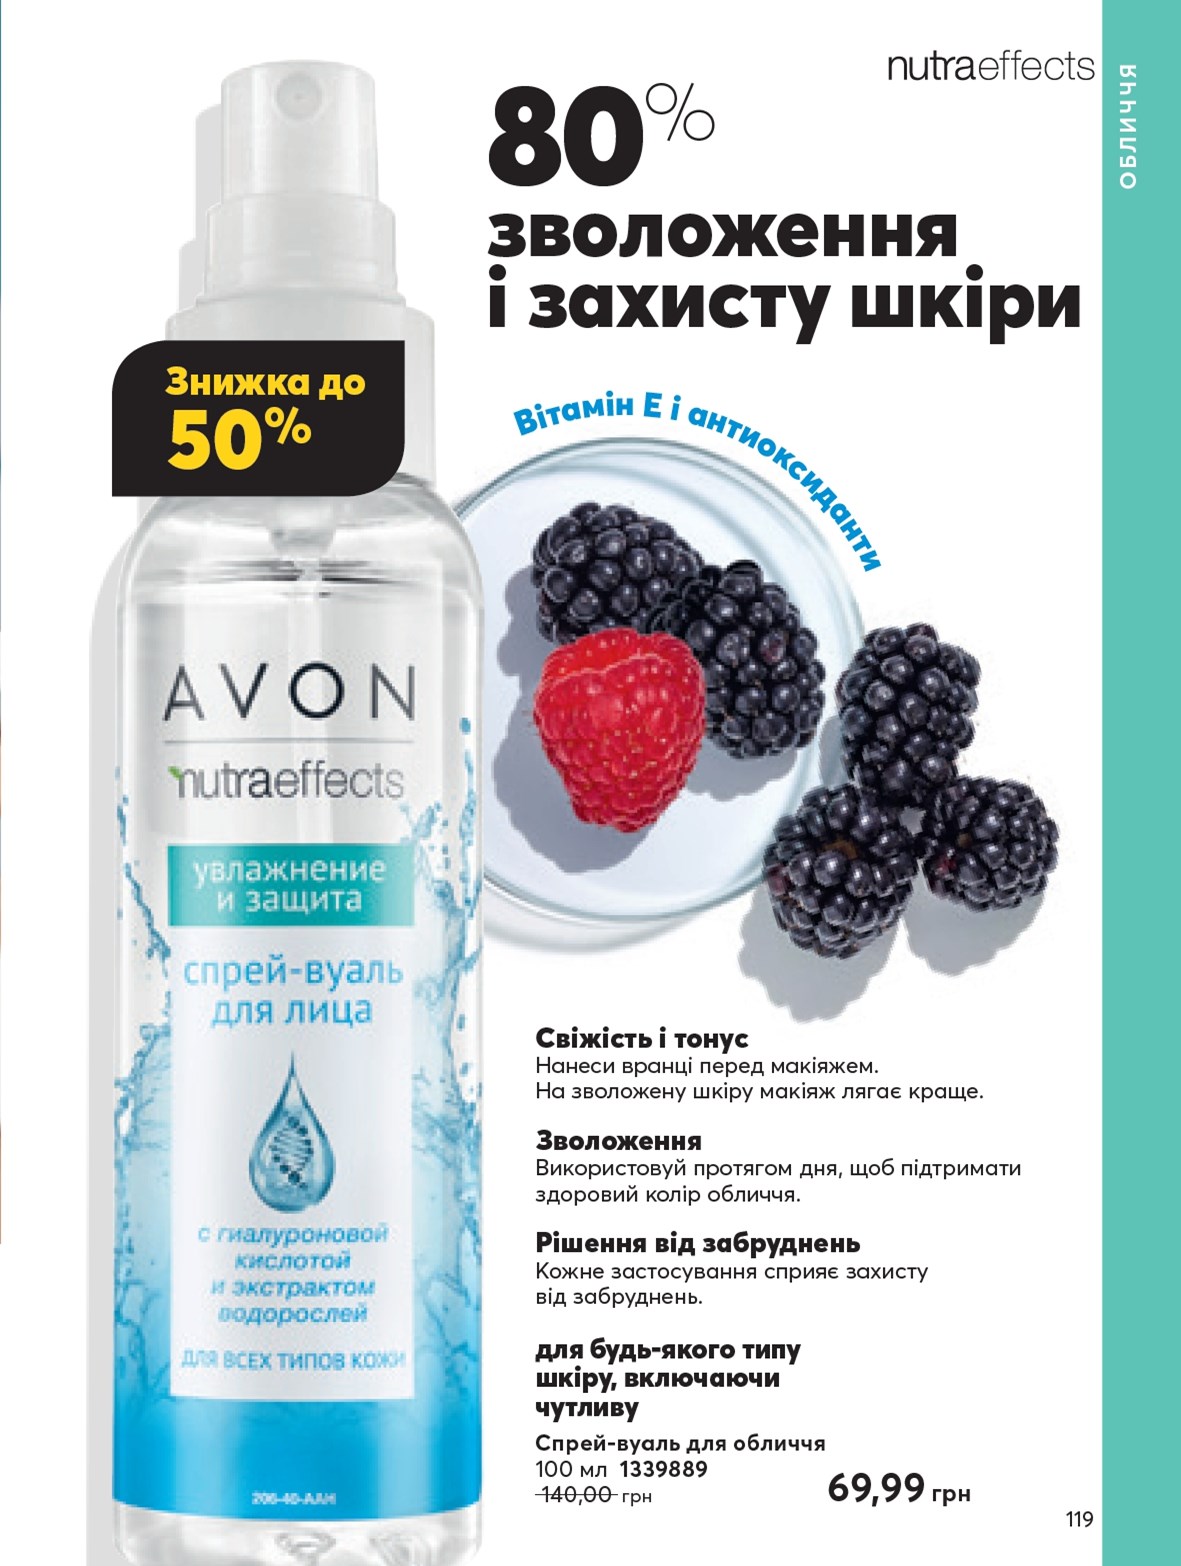 nutraeffects
ОБЛИЧЧЯ
80%
зволоження
і захисту шкіри
Знижка до
50%
Вітамін Е і антиоксиданти
AVON
nutraeffects
увлажнение
и защита
спрей-вуаль
для лица
с гиалуроновой
кислотой
и экстрактом
водорослей
ДЛЯ ВСЕХ ТИПОВ КОЖИ
206-40-ААН
Свіжість і тонус
Нанеси вранці перед макіяжем.
На зволожену шкіру макіяж лягає краще.
Зволоження
Використовуй протягом дня, щоб підтримати
здоровий колір обличчя.
Рішення від забруднень
Кожне застосування сприяє захисту
від забруднень.
для будь-якого типу
шкіру, включаючи
чутливу
Спрей-вуаль для обличчя
100 мл 1339889
140,00 грн
69,99 грн
119